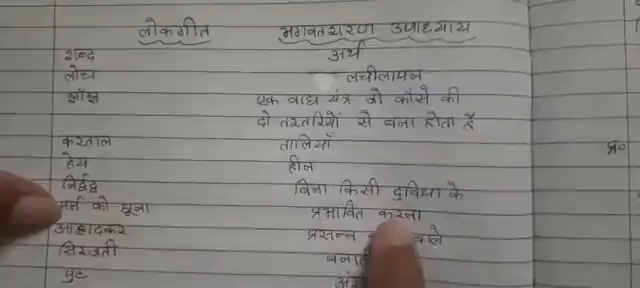 लोकगीत भगवतशरण उपाध्याय
शब्द अर्थ
लोच लचीलापन
झाँझ एक वाद्य यंत्र जो काँसे की
दो तश्तरियों से बना होता है
करताल तालियाँ
हेय हीन
निर्द्वंद्व बिना किसी दुविधा के
मर्म को छूना प्रभावित करना
आह्लादकर प्रसन्न वाले
सिरजती
पुट
प्र०